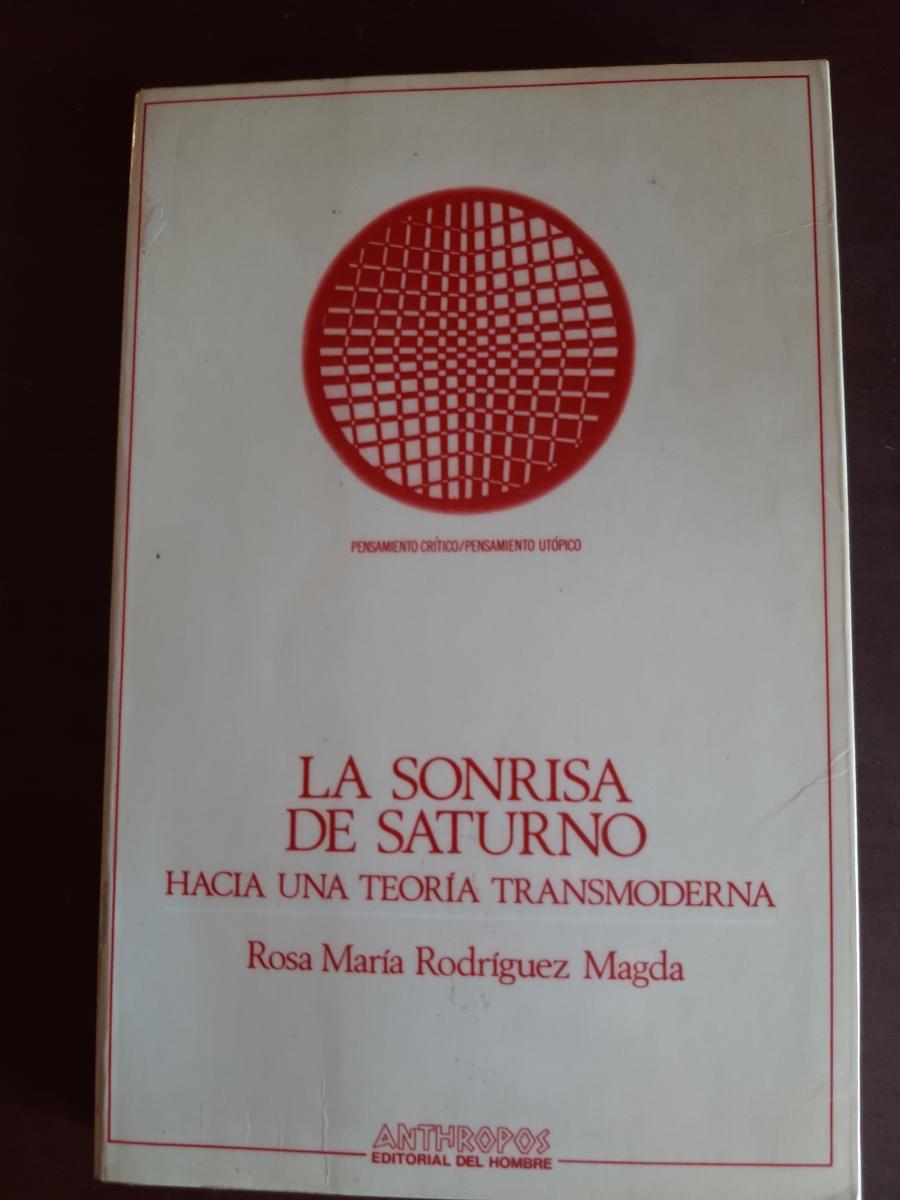 PENSAMIENTO CRÍTICO/PENSAMIENTO UTÓPICO
LA SONRISA
DE SATURNO
HACIA UNA TEORÍA TRANSMODERNA
Rosa María Rodríguez Magda
ANTHROPOS
EDITORIAL DEL HOMBRE